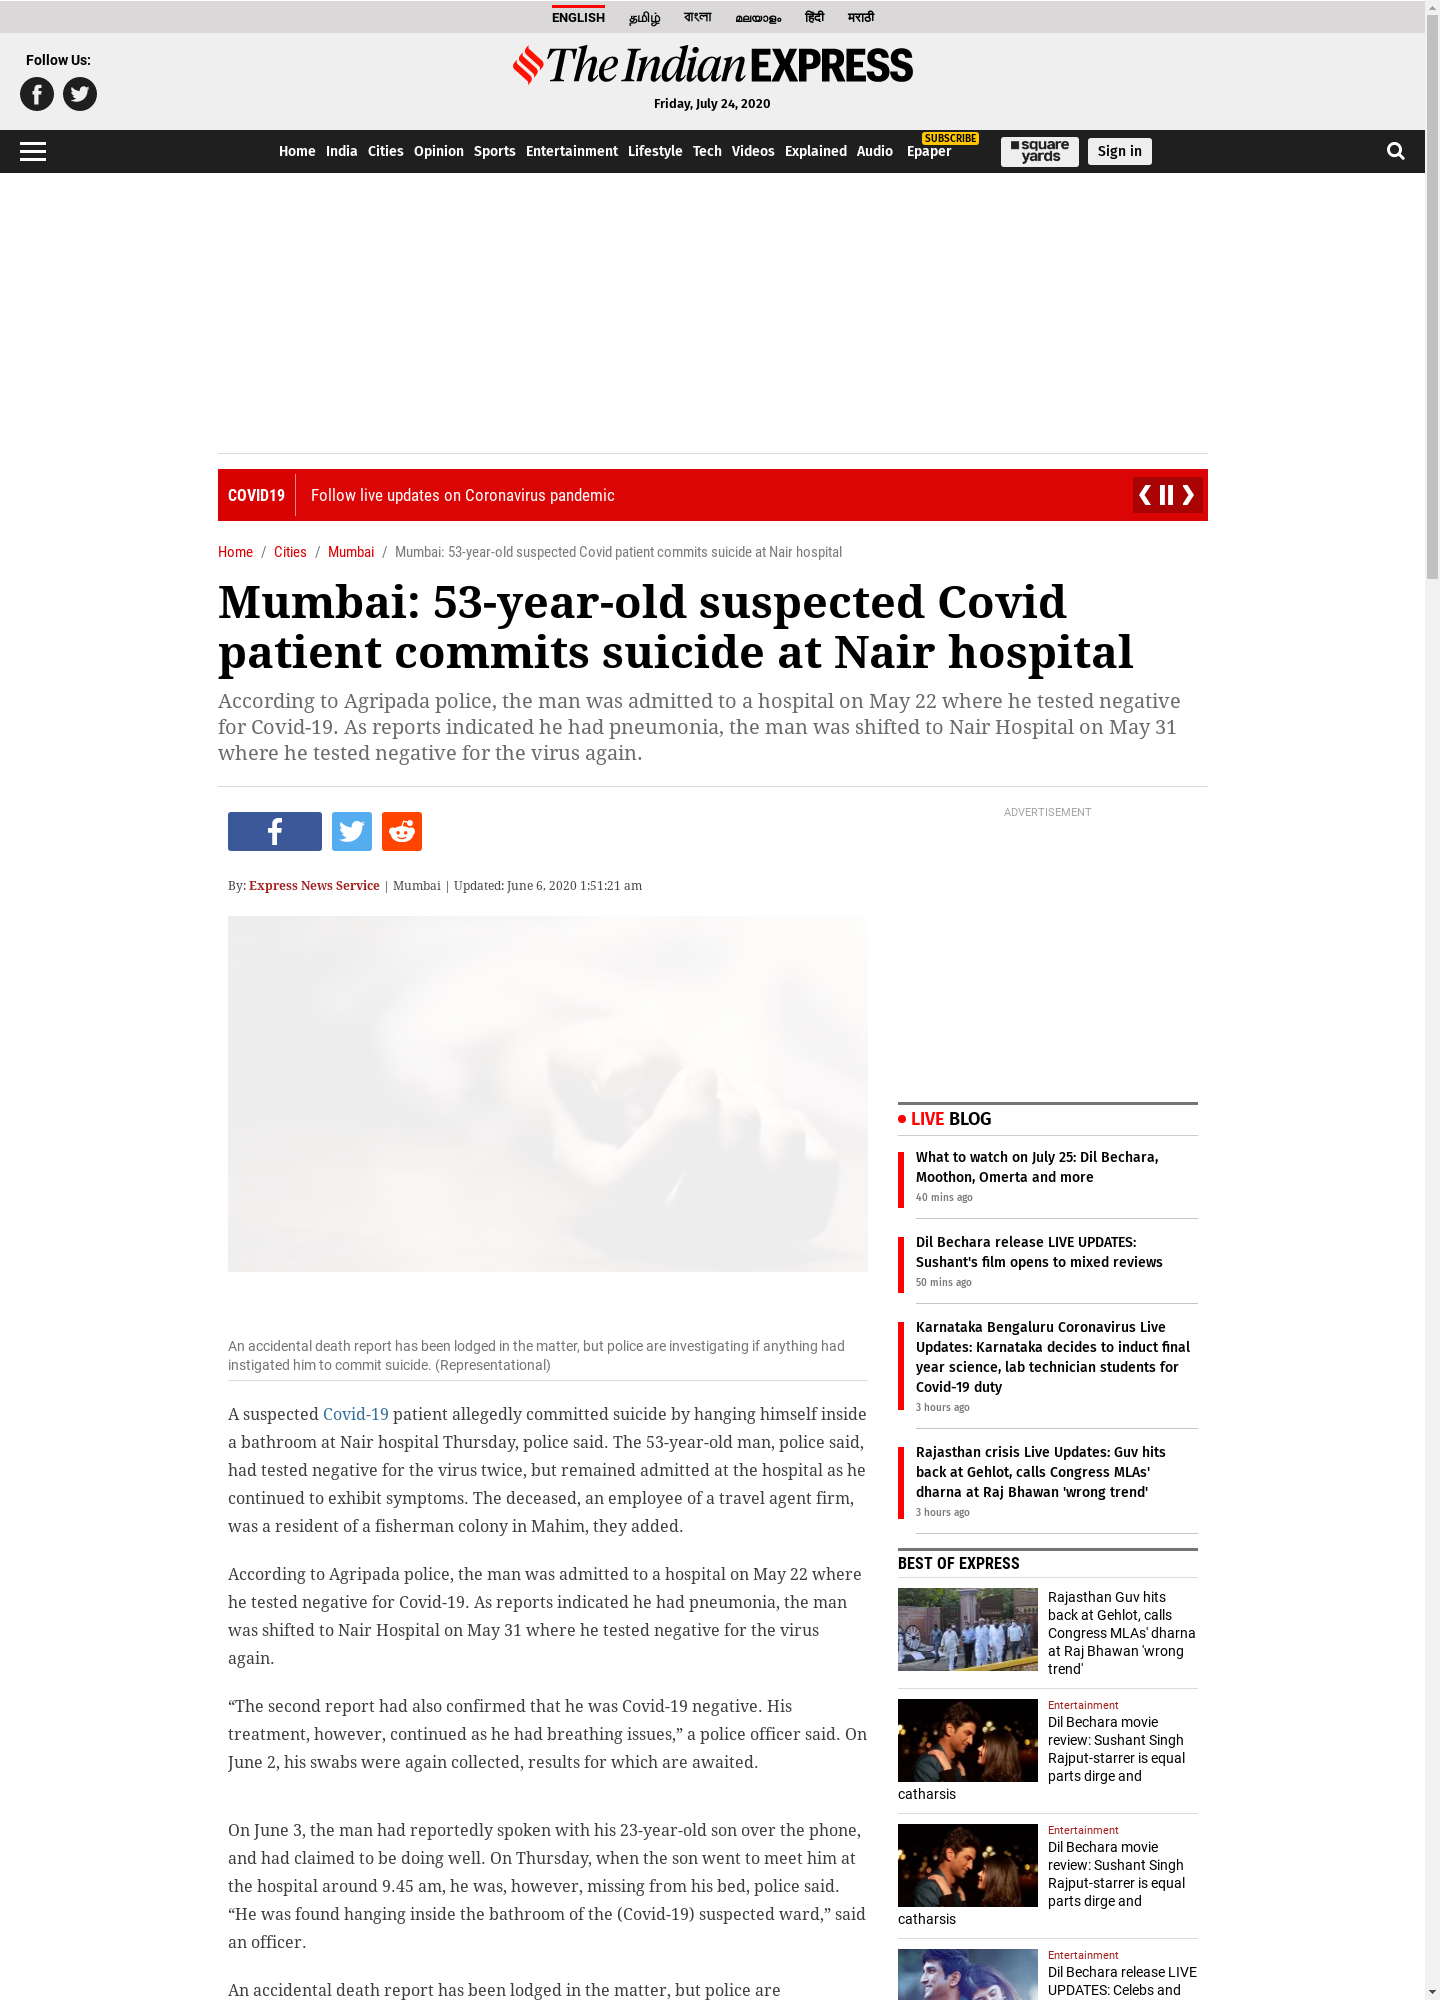 ENGLISH தமிழ் বাংলা മലയാളം हिंदी मराठी
Follow Us:
The Indian EXPRESS
Friday, July 24, 2020
SUBSCRIBE
Home India Cities Opinion Sports Entertainment Lifestyle Tech Videos Explained Audio Epaper square yards Sign in
COVID19 Follow live updates on Coronavirus pandemic
Home / Cities / Mumbai / Mumbai: 53-year-old suspected Covid patient commits suicide at Nair hospital
Mumbai: 53-year-old suspected Covid
patient commits suicide at Nair hospital
According to Agripada police, the man was admitted to a hospital on May 22 where he tested negative
for Covid-19. As reports indicated he had pneumonia, the man was shifted to Nair Hospital on May 31
where he tested negative for the virus again.
By: Express News Service | Mumbai | Updated: June 6, 2020 1:51:21 am
An accidental death report has been lodged in the matter, but police are investigating if anything had
instigated him to commit suicide. (Representational)
A suspected Covid-19 patient allegedly committed suicide by hanging himself inside
a bathroom at Nair hospital Thursday, police said. The 53-year-old man, police said,
had tested negative for the virus twice, but remained admitted at the hospital as he
continued to exhibit symptoms. The deceased, an employee of a travel agent firm,
was a resident of a fisherman colony in Mahim, they added.
According to Agripada police, the man was admitted to a hospital on May 22 where
he tested negative for Covid-19. As reports indicated he had pneumonia, the man
was shifted to Nair Hospital on May 31 where he tested negative for the virus
again.
“The second report had also confirmed that he was Covid-19 negative. His
treatment, however, continued as he had breathing issues,” a police officer said. On
June 2, his swabs were again collected, results for which are awaited.
On June 3, the man had reportedly spoken with his 23-year-old son over the phone,
and had claimed to be doing well. On Thursday, when the son went to meet him at
the hospital around 9.45 am, he was, however, missing from his bed, police said.
“He was found hanging inside the bathroom of the (Covid-19) suspected ward,” said
an officer.
An accidental death report has been lodged in the matter, but police are
ADVERTISEMENT
LIVE BLOG
What to watch on July 25: Dil Bechara,
Moothon, Omerta and more
40 mins ago
Dil Bechara release LIVE UPDATES:
Sushant's film opens to mixed reviews
50 mins ago
Karnataka Bengaluru Coronavirus Live
Updates: Karnataka decides to induct final
year science, lab technician students for
Covid-19 duty
3 hours ago
Rajasthan crisis Live Updates: Guv hits
back at Gehlot, calls Congress MLAs'
dharna at Raj Bhawan 'wrong trend'
3 hours ago
BEST OF EXPRESS
Rajasthan Guv hits
back at Gehlot, calls
Congress MLAs' dharna
at Raj Bhawan 'wrong
trend'
Entertainment
Dil Bechara movie
review: Sushant Singh
Rajput-starrer is equal
parts dirge and
catharsis
Entertainment
Dil Bechara movie
review: Sushant Singh
Rajput-starrer is equal
parts dirge and
catharsis
Entertainment
Dil Bechara release LIVE
UPDATES: Celebs and